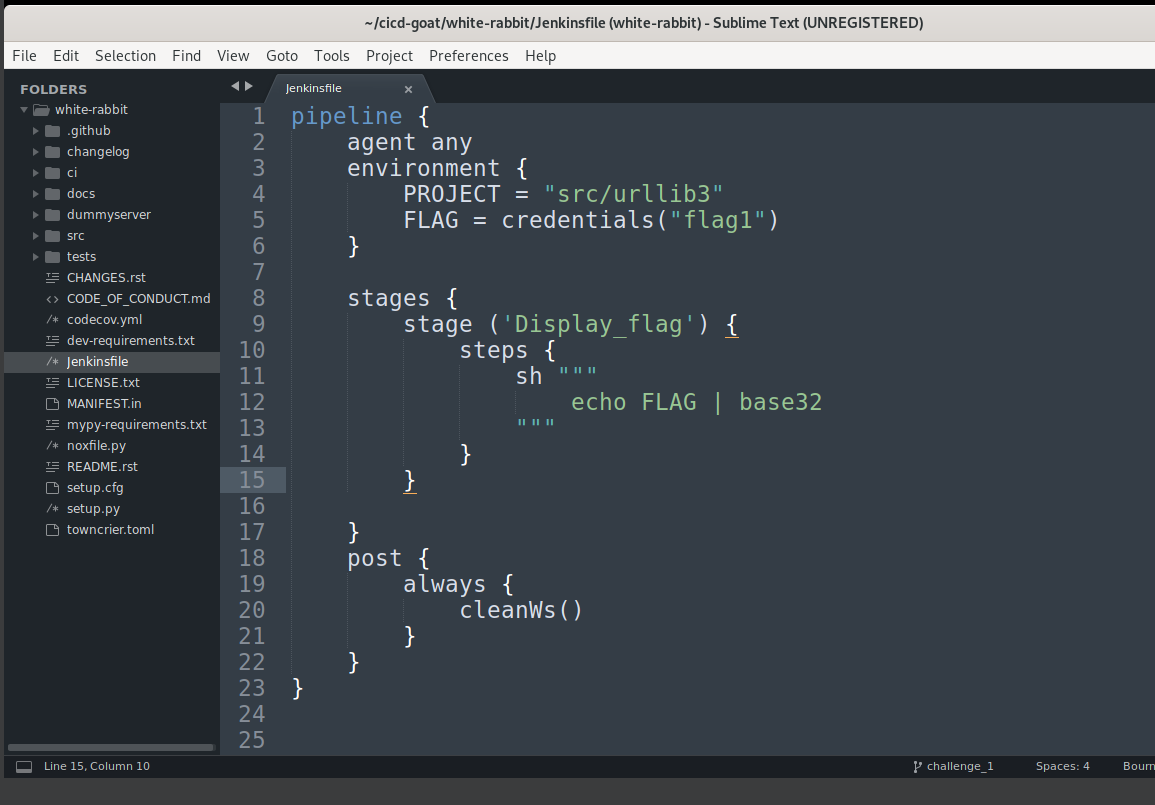 ~/cicd-goat/white-rabbit/Jenkinsfile (white-rabbit) - Sublime Text (UNREGISTERED)
File Edit Selection Find View Goto Tools Project Preferences Help
FOLDERS
white-rabbit
.github
changelog
ci
docs
dummyserver
src
tests
CHANGES.rst
<> CODE_OF_CONDUCT.md
/* codecov.yml
dev-requirements.txt
/* Jenkinsfile
LICENSE.txt
MANIFEST.in
mypy-requirements.txt
/* noxfile.py
README.rst
setup.cfg
/* setup.py
towncrier.toml
Jenkinsfile ×
1 pipeline {
2     agent any
3     environment {
4         PROJECT = "src/urllib3"
5         FLAG = credentials("flag1")
6     }
7
8     stages {
9         stage ('Display_flag') {
10             steps {
11                 sh """
12                     echo FLAG | base32
13                 """
14             }
15         }
16
17     }
18     post {
19         always {
20             cleanWs()
21         }
22     }
23 }
24
25
Line 15, Column 10 challenge_1 Spaces: 4